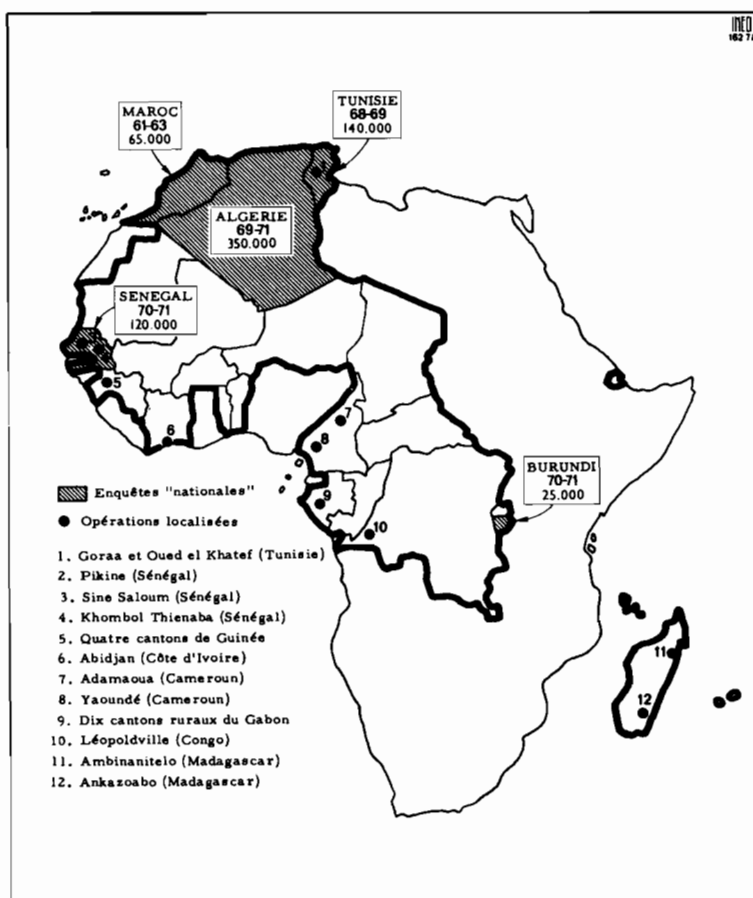 INED
MAROC
61-63
65.000
TUNISIE
68-69
140.000
ALGERIE
69-71
350.000
SENEGAL
70-71
120.000
1
5
6
7
8
9
10
BURUNDI
70-71
25.000
11
12
Enquêtes "nationales"
Opérations localisées
1. Goraa et Oued el Khatef (Tunisie)
2. Pikine (Sénégal)
3. Sine Saloum (Sénégal)
4. Khombol Thienaba (Sénégal)
5. Quatre cantons de Guinée
6. Abidjan (Côte d'Ivoire)
7. Adamaoua (Cameroun)
8. Yaoundé (Cameroun)
9. Dix cantons ruraux du Gabon
10. Léopoldville (Congo)
11. Ambinanitelo (Madagascar)
12. Ankazoabo (Madagascar)